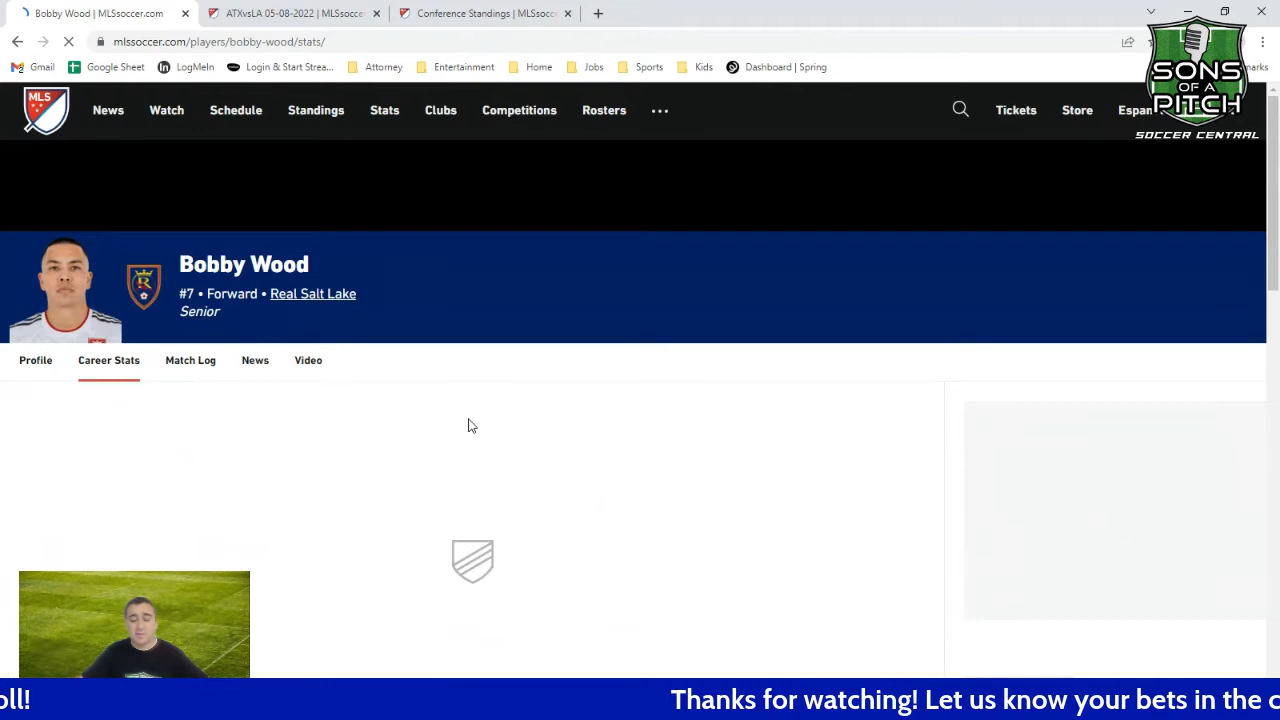 Bobby Wood | MLSsoccer.com
ATXvsLA 05-08-2022 | MLSsoccer
Conference Standings | MLSsocc
mlssoccer.com/players/bobby-wood/stats/
Gmail Google Sheet LogMeIn Login & Start Strea... Attorney Entertainment Home Jobs Sports Kids Dashboard | Spring
MLS News Watch Schedule Standings Stats Clubs Competitions Rosters ... Tickets Store Espan
SONS
OF A
PITCH
SOCCER CENTRAL
Bobby Wood
#7 • Forward • Real Salt Lake
Senior
Profile Career Stats Match Log News Video
oll! Thanks for watching! Let us know your bets in the c